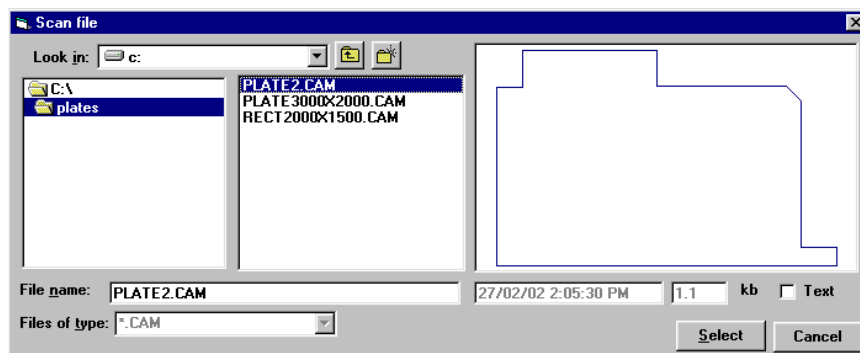 Scan file
Look in: c:
C:\
plates
PLATE2.CAM
PLATE3000X2000.CAM
RECT2000X1500.CAM
File name: PLATE2.CAM 27/02/02 2:05:30 PM 1.1 kb Text
Files of type: *.CAM
Select Cancel